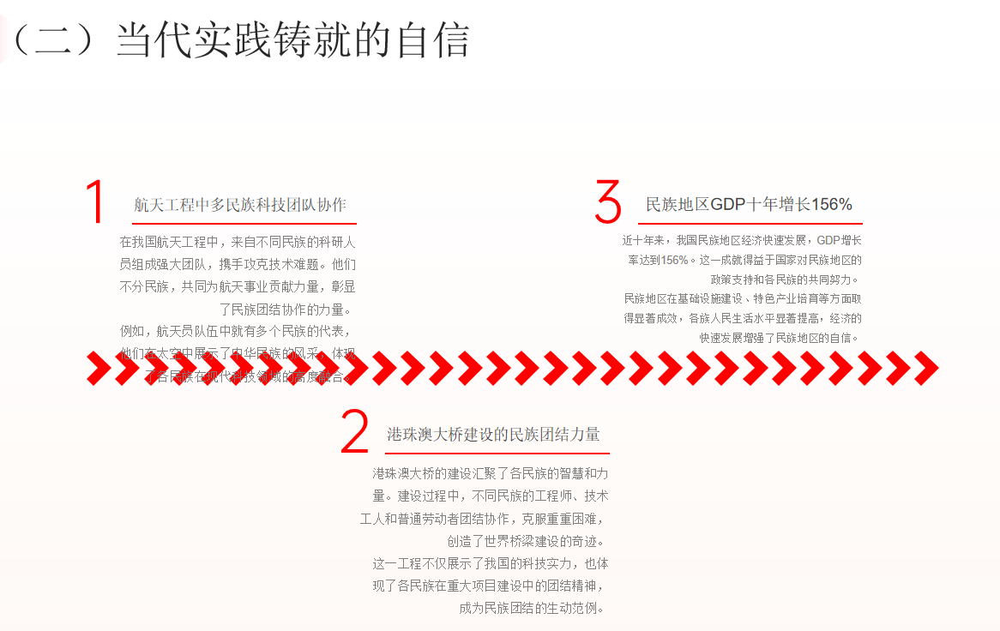 （二）当代实践铸就的自信
1
航天工程中多民族科技团队协作
在我国航天工程中，来自不同民族的科研人
员组成强大团队，携手攻克技术难题。他们
不分民族，共同为航天事业贡献力量，彰显
了民族团结协作的力量。
例如，航天员队伍中就有多个民族的代表，
他们在太空中展示了中华民族的风采，体现
了各民族在现代科技领域的高度融合。
2
港珠澳大桥建设的民族团结力量
港珠澳大桥的建设汇聚了各民族的智慧和力
量。建设过程中，不同民族的工程师、技术
工人和普通劳动者团结协作，克服重重困难，
创造了世界桥梁建设的奇迹。
这一工程不仅展示了我国的科技实力，也体
现了各民族在重大项目建设中的团结精神，
成为民族团结的生动范例。
3
民族地区GDP十年增长156%
近十年来，我国民族地区经济快速发展，GDP增长
率达到156%。这一成就得益于国家对民族地区的
政策支持和各民族的共同努力。
民族地区在基础设施建设、特色产业培育等方面取
得显著成效，各族人民生活水平显著提高，经济的
快速发展增强了民族地区的自信。